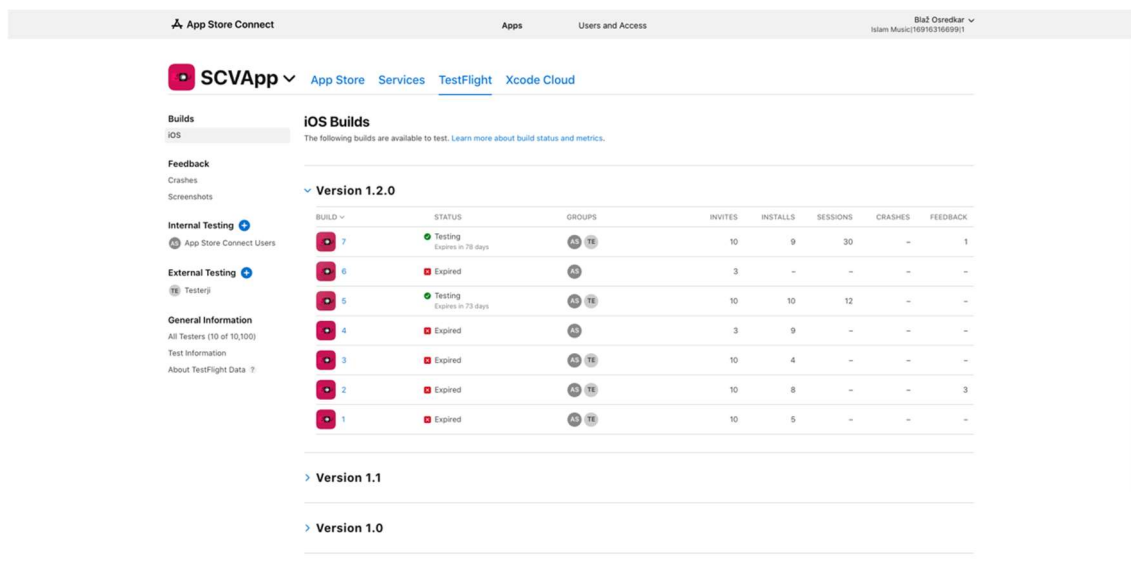 App Store Connect Apps Users and Access Blaž Osredkar
Islam Music|16916316699|1
SCVApp App Store Services TestFlight Xcode Cloud
Builds
iOS
Feedback
Crashes
Screenshots
Internal Testing
AS App Store Connect Users
External Testing
TE Testerji
General Information
All Testers (10 of 10,100)
Test Information
About TestFlight Data ?
iOS Builds
The following builds are available to test. Learn more about build status and metrics.
Version 1.2.0
BUILD STATUS GROUPS INVITES INSTALLS SESSIONS CRASHES FEEDBACK
7 Testing AS TE 10 9 30 – 1
Expires in 78 days
6 Expired AS 3 – – – –
5 Testing AS TE 10 10 12 – –
Expires in 73 days
4 Expired AS 3 9 – – –
3 Expired AS TE 10 4 – – –
2 Expired AS TE 10 8 – – 3
1 Expired AS TE 10 5 – – –
Version 1.1
Version 1.0